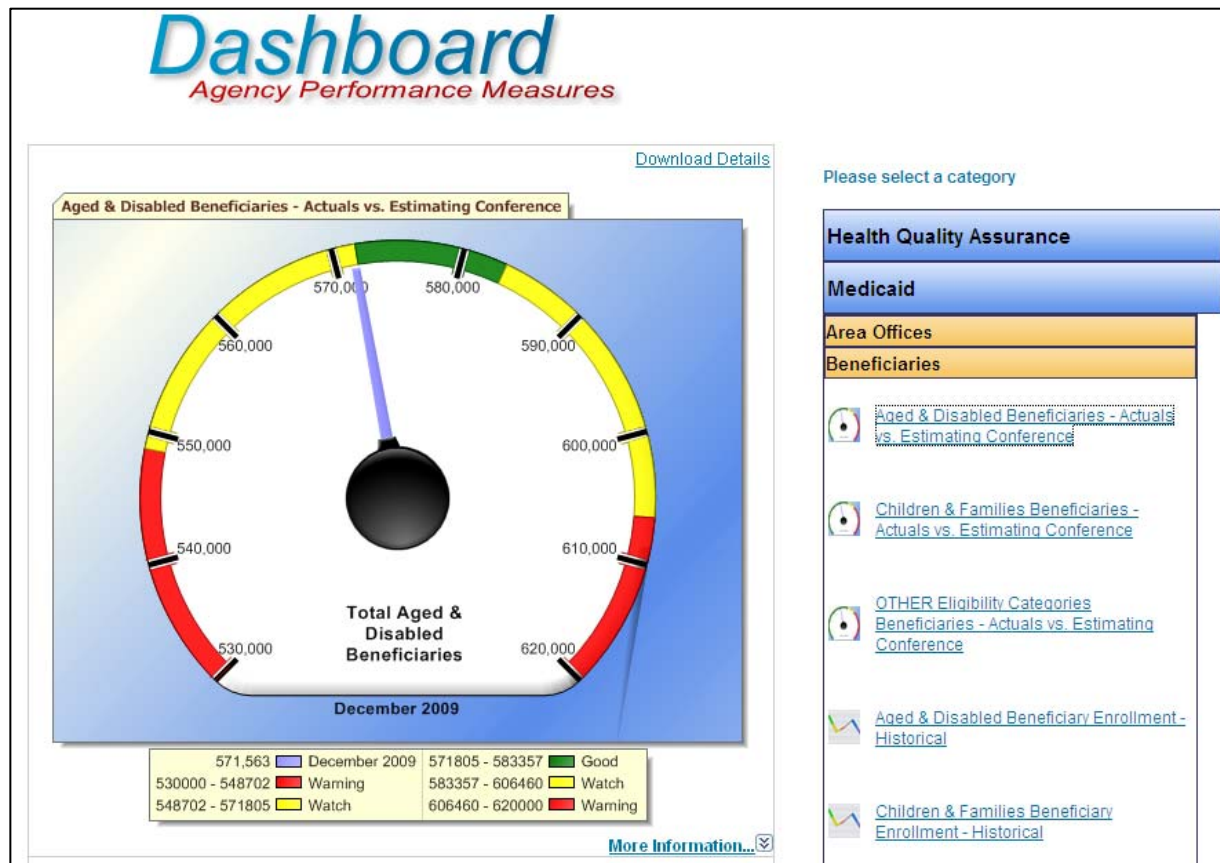 Dashboard
Agency Performance Measures
Download Details
Aged & Disabled Beneficiaries - Actuals vs. Estimating Conference
570,000
580,000
560,000
590,000
550,000
600,000
540,000
610,000
530,000
620,000
Total Aged &
Disabled
Beneficiaries
December 2009
571,563 December 2009
530000 - 548702 Warning
548702 - 571805 Watch
571805 - 583357 Good
583357 - 606460 Watch
606460 - 620000 Warning
More Information...
Please select a category
Health Quality Assurance
Medicaid
Area Offices
Beneficiaries
Aged & Disabled Beneficiaries - Actuals
vs. Estimating Conference
Children & Families Beneficiaries -
Actuals vs. Estimating Conference
OTHER Eligibility Categories
Beneficiaries - Actuals vs. Estimating
Conference
Aged & Disabled Beneficiary Enrollment -
Historical
Children & Families Beneficiary
Enrollment - Historical